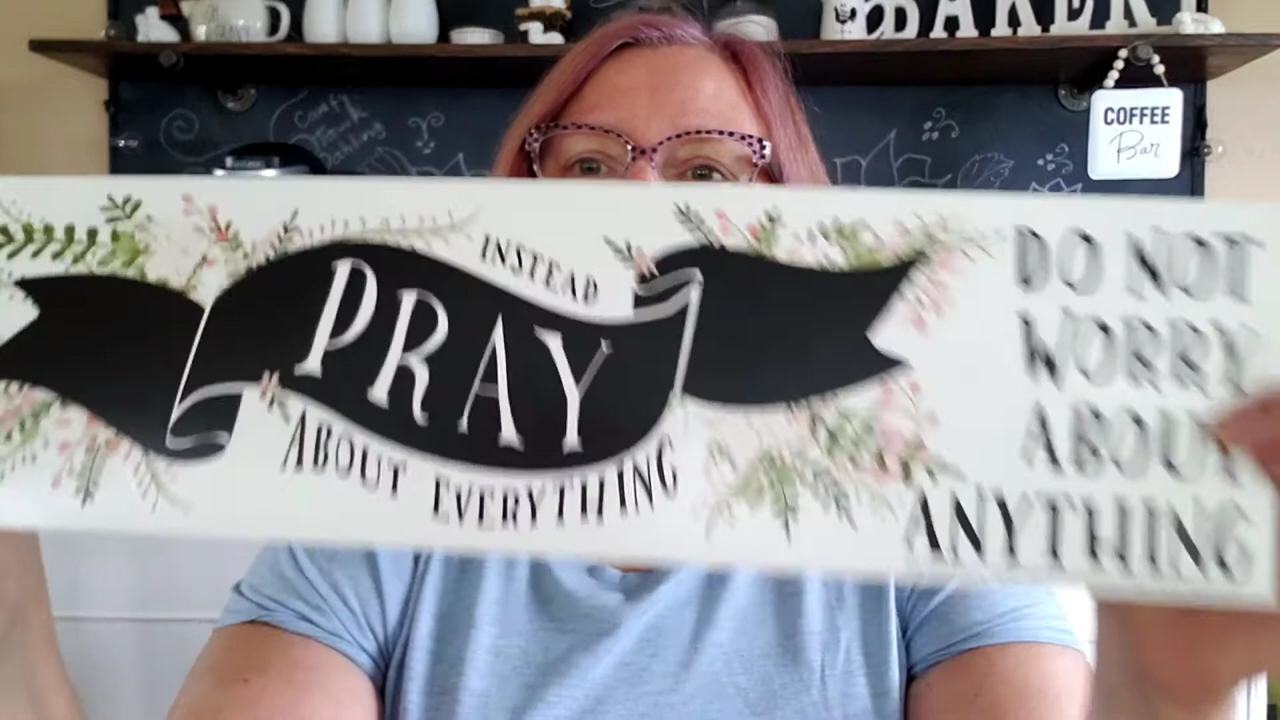 BAKERY
COFFEE
Bar
INSTEAD
PRAY
ABOUT EVERYTHING
DO NOT
WORRY
ABOUT
ANYTHING